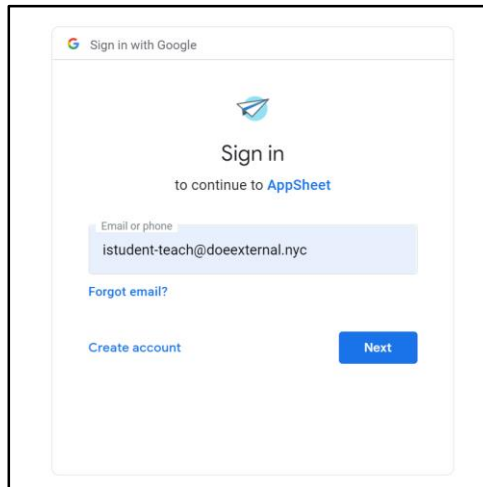 Sign in with Google
Sign in
to continue to AppSheet
Email or phone
istudent-teach@doeexternal.nyc
Forgot email?
Create account
Next